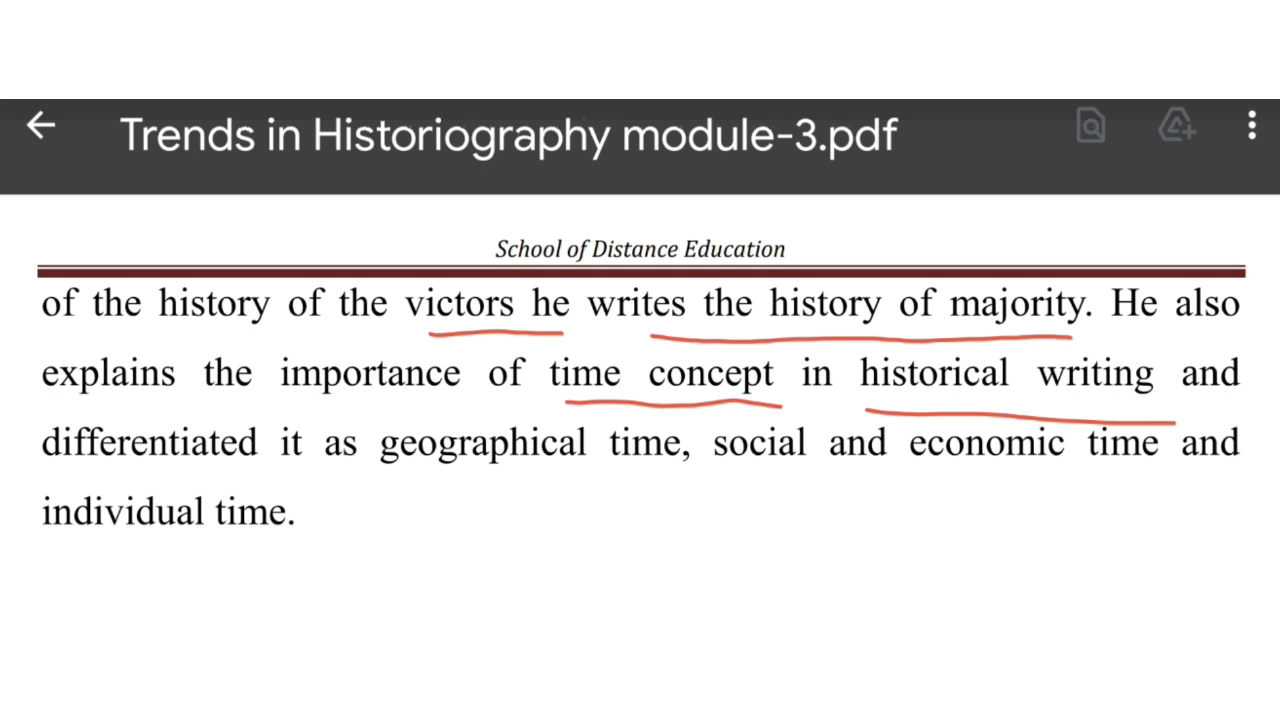 Trends in Historiography module-3.pdf
School of Distance Education
of the history of the victors he writes the history of majority. He also
explains the importance of time concept in historical writing and
differentiated it as geographical time, social and economic time and
individual time.